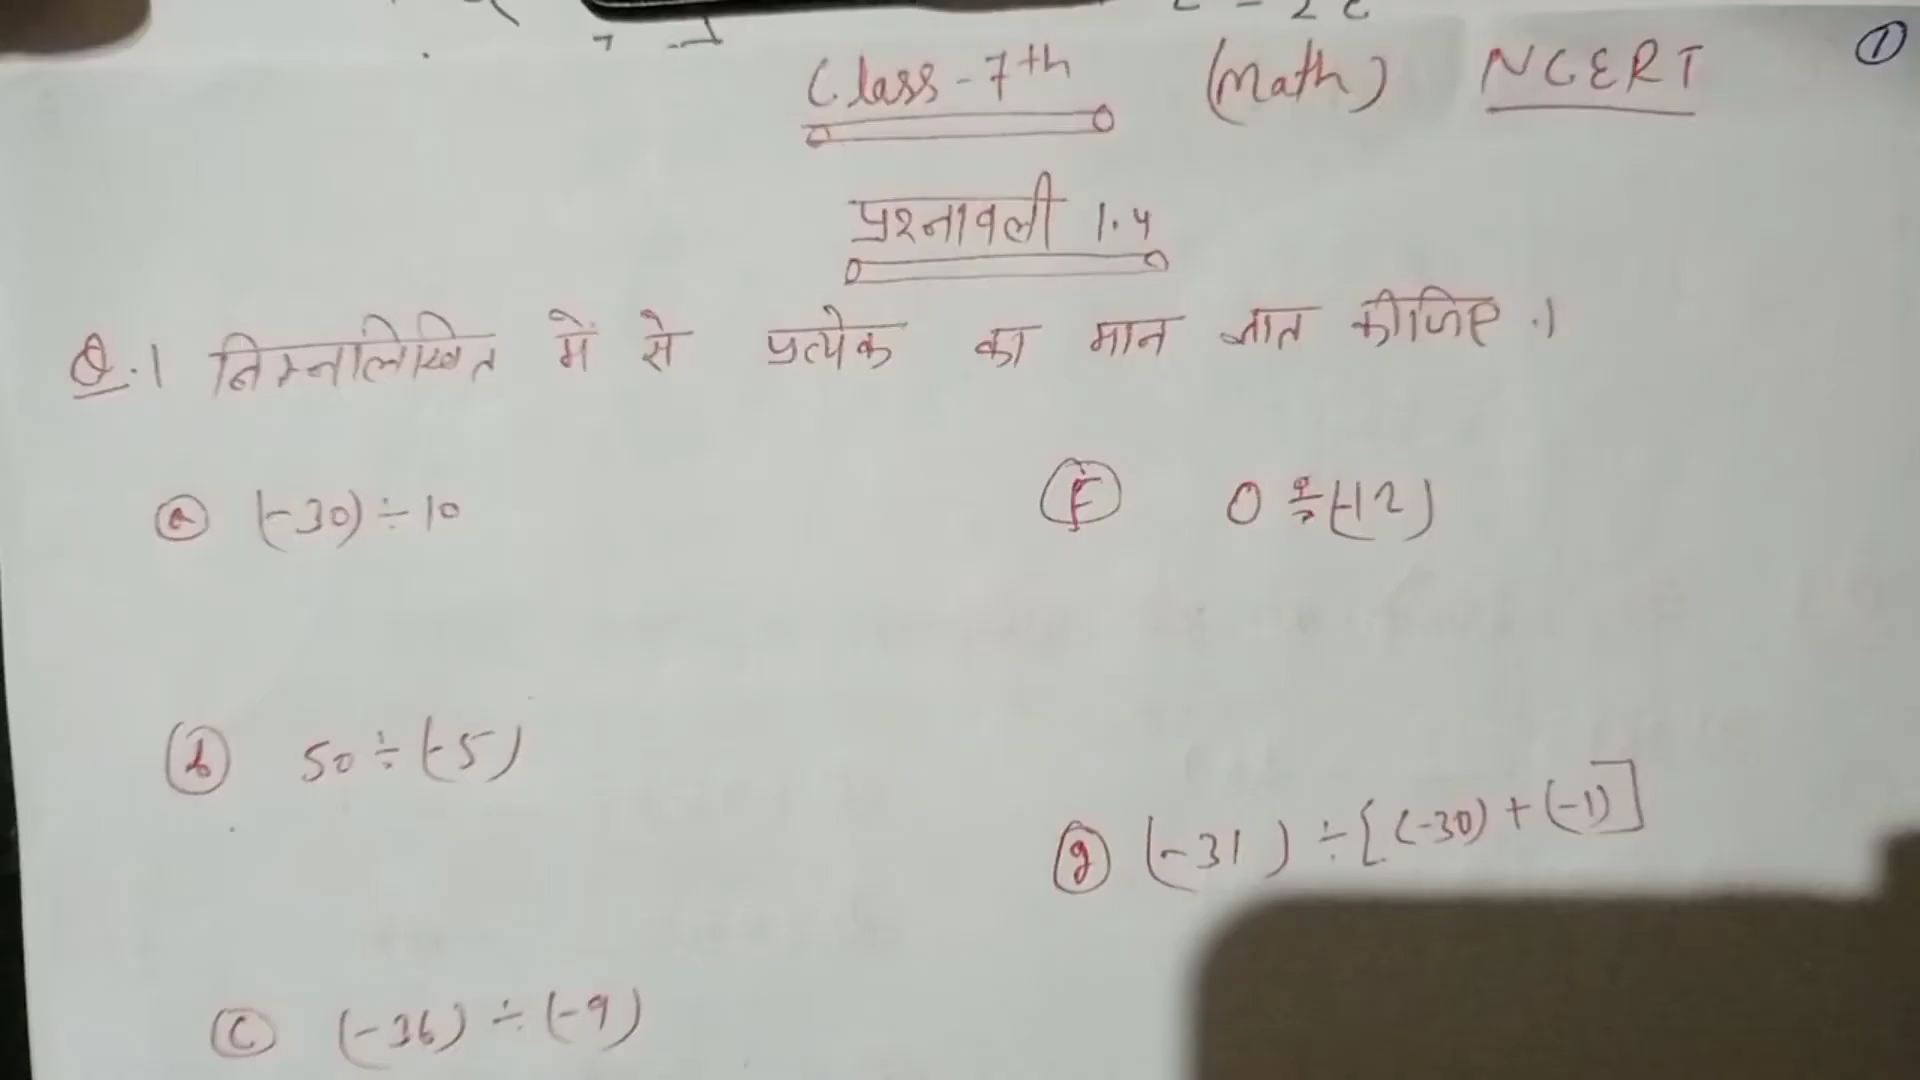 Class-7th (Math) NCERT
①
प्रश्नावली 1.4
Q.1 निम्नलिखित में से प्रत्येक का मान ज्ञात कीजिए .।
ⓐ (-30) ÷ 10
Ⓕ 0 ÷ (-12)
ⓑ 50 ÷ (-5)
ⓖ (-31) ÷ [(-30) + (-1)]
ⓒ (-36) ÷ (-9)